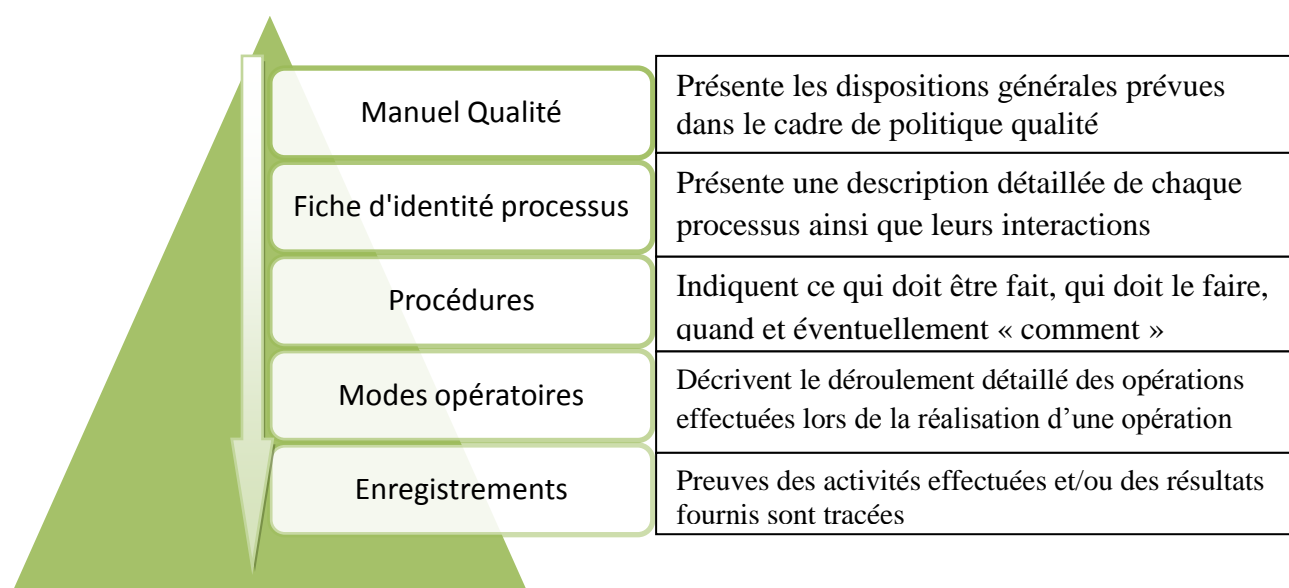 Manuel Qualité
Présente les dispositions générales prévues
dans le cadre de politique qualité
Fiche d'identité processus
Présente une description détaillée de chaque
processus ainsi que leurs interactions
Procédures
Indiquent ce qui doit être fait, qui doit le faire,
quand et éventuellement « comment »
Modes opératoires
Décrivent le déroulement détaillé des opérations
effectuées lors de la réalisation d’une opération
Enregistrements
Preuves des activités effectuées et/ou des résultats
fournis sont tracées